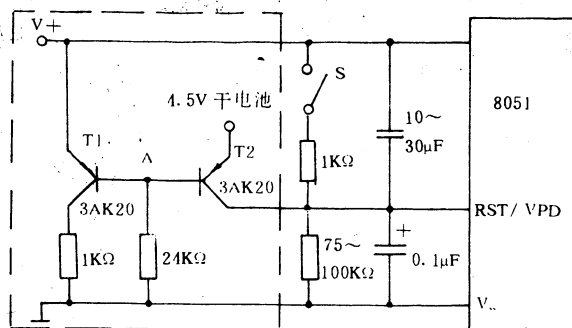 V+
S
4.5V 干电池
8051
10～
30μF
T1
A
T2
3AK20
3AK20
1KΩ
RST/VPD
1KΩ
24KΩ
75～
100KΩ
+
0.1μF
V..